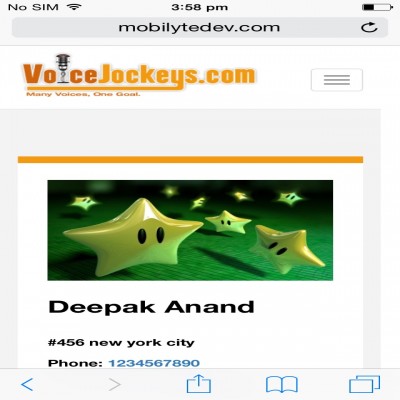 No SIM 3:58 pm
mobilytedev.com
VoiceJockeys.com
Many Voices, One Goal.
Deepak Anand
#456 new york city
Phone: 1234567890